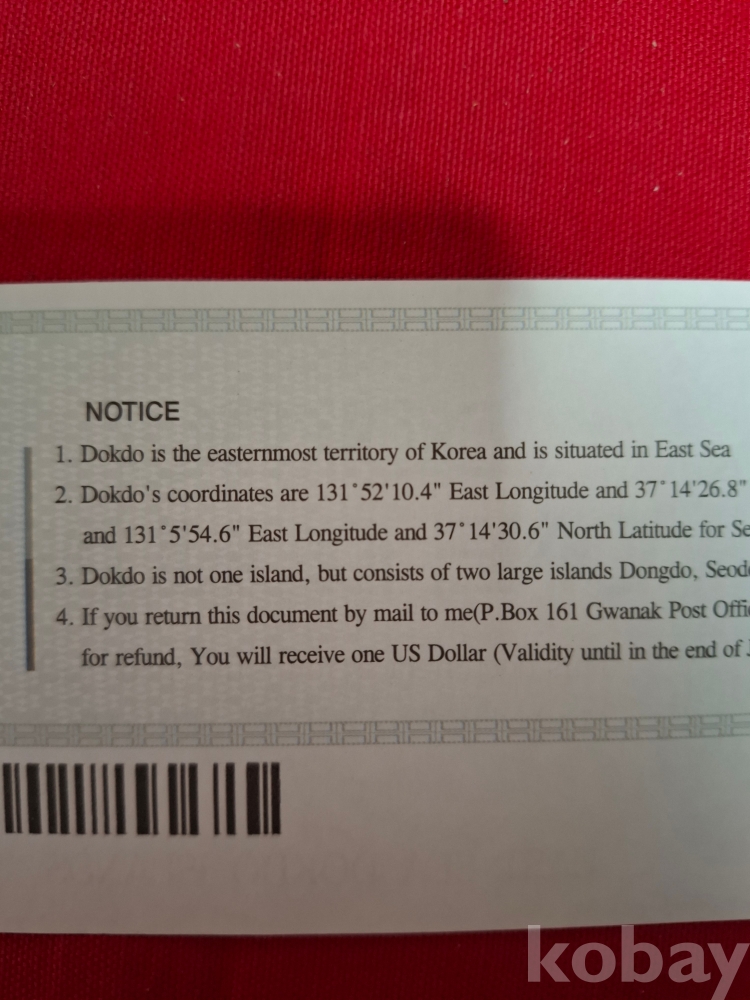 NOTICE
1. Dokdo is the easternmost territory of Korea and is situated in East Sea
2. Dokdo's coordinates are 131°52'10.4" East Longitude and 37°14'26.8"
and 131°5'54.6" East Longitude and 37°14'30.6" North Latitude for Se
3. Dokdo is not one island, but consists of two large islands Dongdo, Seod
4. If you return this document by mail to me(P.Box 161 Gwanak Post Offi
for refund, You will receive one US Dollar (Validity until in the end of
kobay